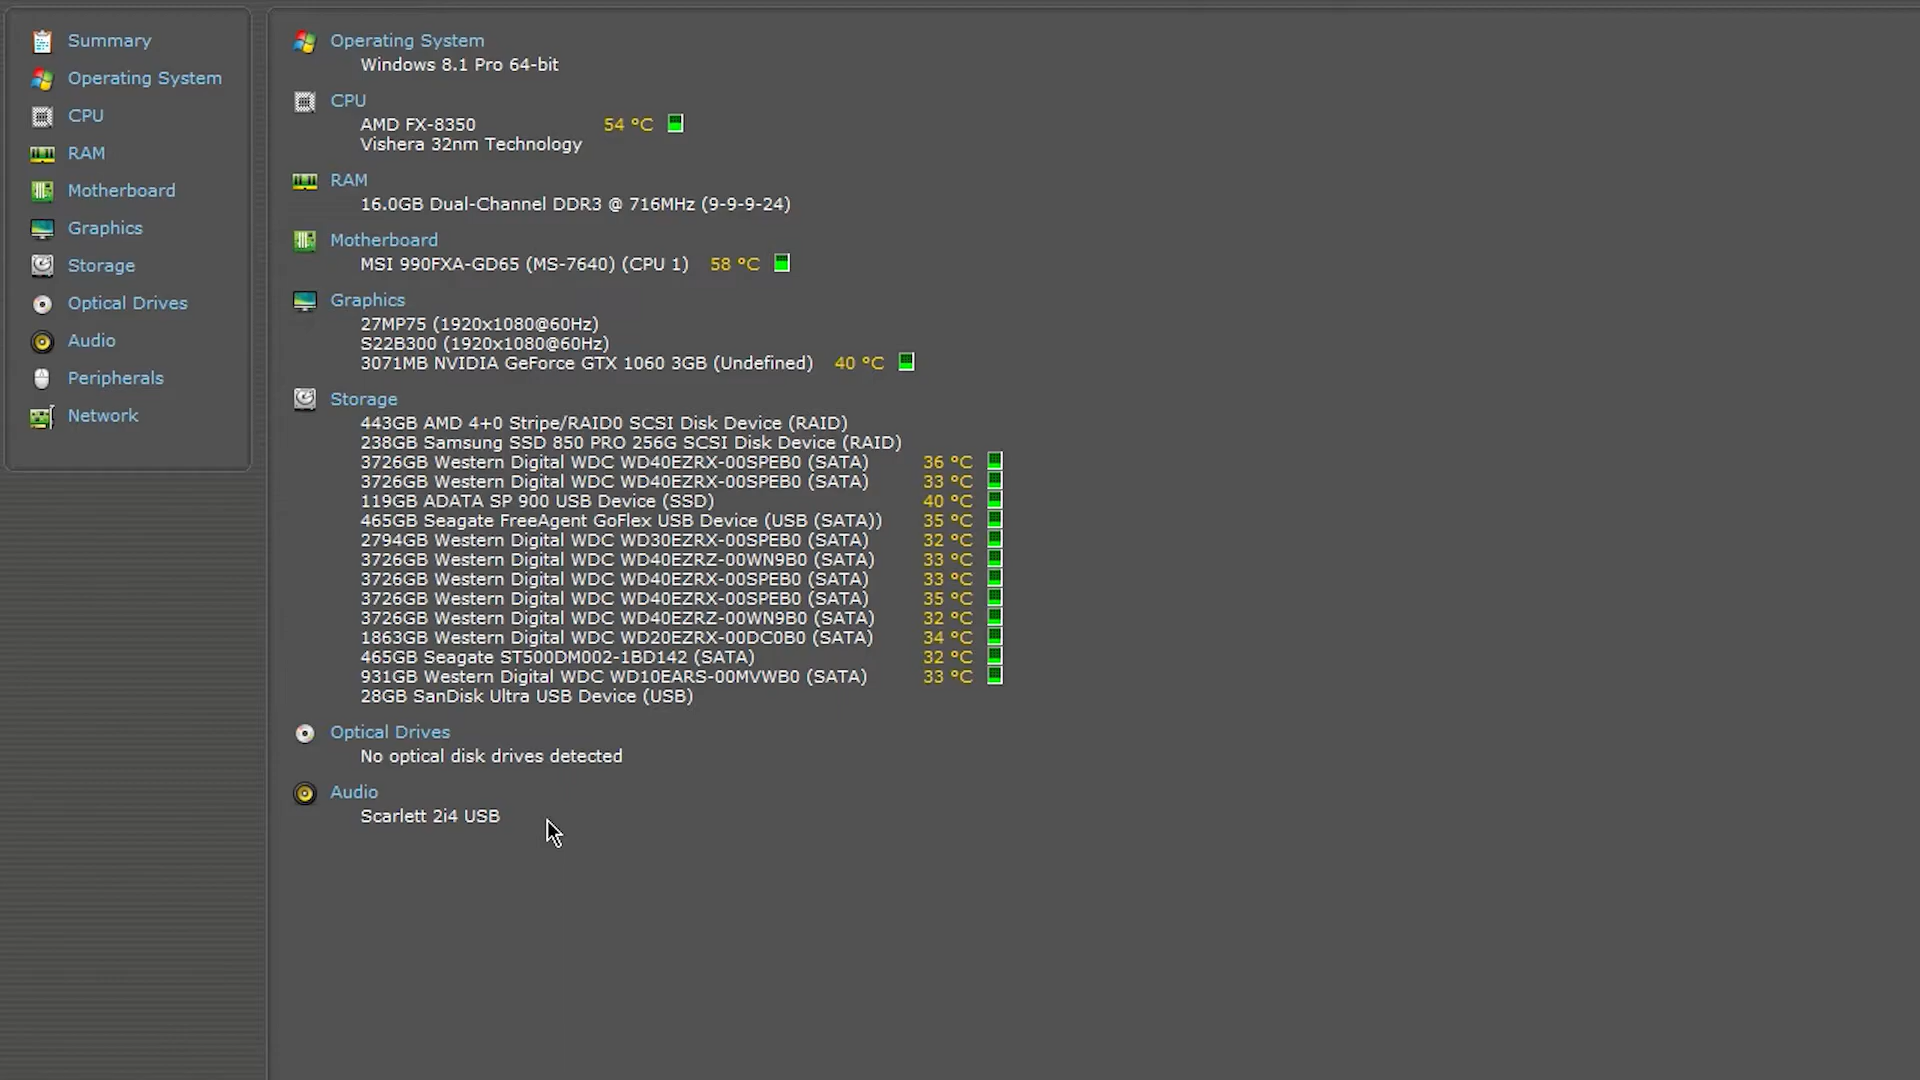 Summary
Operating System
CPU
RAM
Motherboard
Graphics
Storage
Optical Drives
Audio
Peripherals
Network
Operating System
Windows 8.1 Pro 64-bit
CPU
AMD FX-8350 54 °C
Vishera 32nm Technology
RAM
16.0GB Dual-Channel DDR3 @ 716MHz (9-9-9-24)
Motherboard
MSI 990FXA-GD65 (MS-7640) (CPU 1) 58 °C
Graphics
27MP75 (1920x1080@60Hz)
S22B300 (1920x1080@60Hz)
3071MB NVIDIA GeForce GTX 1060 3GB (Undefined) 40 °C
Storage
443GB AMD 4+0 Stripe/RAID0 SCSI Disk Device (RAID)
238GB Samsung SSD 850 PRO 256G SCSI Disk Device (RAID)
3726GB Western Digital WDC WD40EZRX-00SPEB0 (SATA) 36 °C
3726GB Western Digital WDC WD40EZRX-00SPEB0 (SATA) 33 °C
119GB ADATA SP 900 USB Device (SSD) 40 °C
465GB Seagate FreeAgent GoFlex USB Device (USB (SATA)) 35 °C
2794GB Western Digital WDC WD30EZRX-00SPEB0 (SATA) 32 °C
3726GB Western Digital WDC WD40EZRZ-00WN9B0 (SATA) 33 °C
3726GB Western Digital WDC WD40EZRX-00SPEB0 (SATA) 33 °C
3726GB Western Digital WDC WD40EZRX-00SPEB0 (SATA) 35 °C
3726GB Western Digital WDC WD40EZRZ-00WN9B0 (SATA) 32 °C
1863GB Western Digital WDC WD20EZRX-00DC0B0 (SATA) 34 °C
465GB Seagate ST500DM002-1BD142 (SATA) 32 °C
931GB Western Digital WDC WD10EARS-00MVWB0 (SATA) 33 °C
28GB SanDisk Ultra USB Device (USB)
Optical Drives
No optical disk drives detected
Audio
Scarlett 2i4 USB